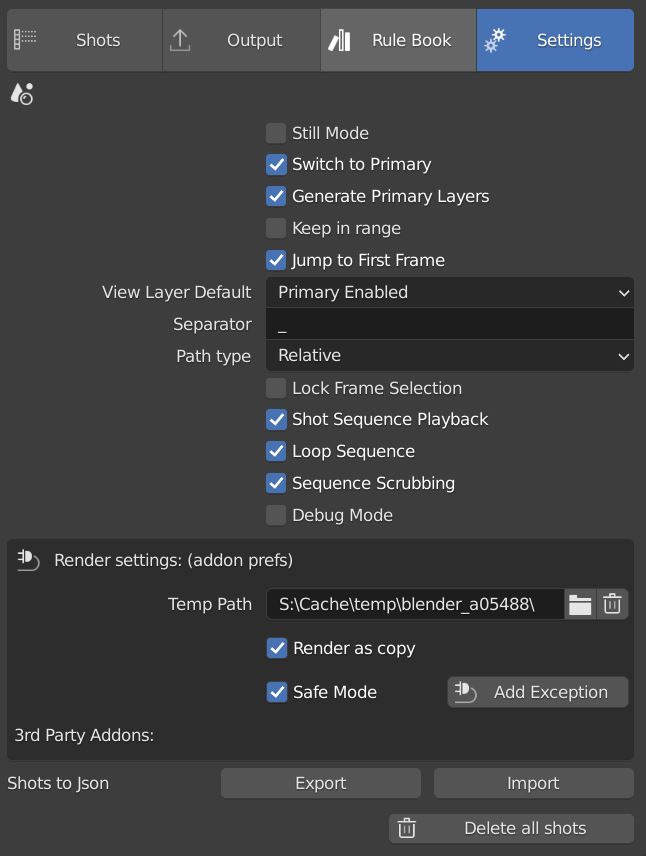 Shots Output Rule Book Settings
Still Mode
Switch to Primary
Generate Primary Layers
Keep in range
Jump to First Frame
View Layer Default Primary Enabled
Separator _
Path type Relative
Lock Frame Selection
Shot Sequence Playback
Loop Sequence
Sequence Scrubbing
Debug Mode
Render settings: (addon prefs)
Temp Path S:\Cache\temp\blender_a05488\
Render as copy
Safe Mode Add Exception
3rd Party Addons:
Shots to Json Export Import
Delete all shots